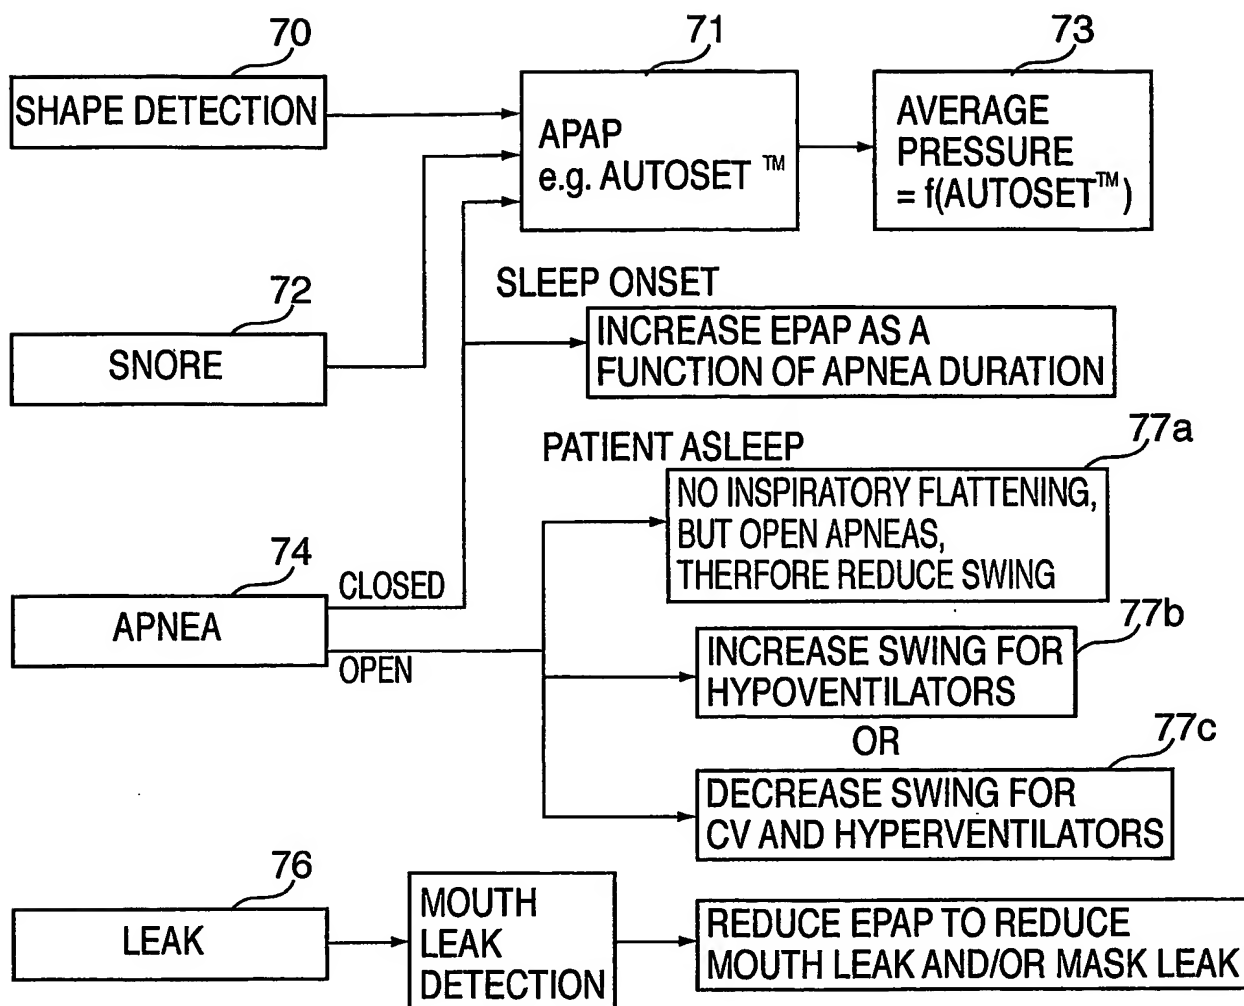 70
SHAPE DETECTION
71
APAP
e.g. AUTOSET™
73
AVERAGE
PRESSURE
= f(AUTOSET™)
72
SNORE
SLEEP ONSET
INCREASE EPAP AS A
FUNCTION OF APNEA DURATION
PATIENT ASLEEP
77a
NO INSPIRATORY FLATTENING,
BUT OPEN APNEAS,
THERFORE REDUCE SWING
74
APNEA
CLOSED
OPEN
77b
INCREASE SWING FOR
HYPOVENTILATORS
OR
77c
DECREASE SWING FOR
CV AND HYPERVENTILATORS
76
LEAK
MOUTH
LEAK
DETECTION
REDUCE EPAP TO REDUCE
MOUTH LEAK AND/OR MASK LEAK